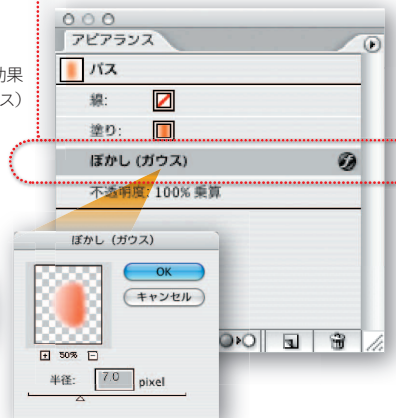 アピアランス
効果
ス)
パス
線:
塗り:
ぼかし (ガウス)
不透明度: 100% 乗算
ぼかし (ガウス)
OK
キャンセル
50%
半径: 7.0 pixel